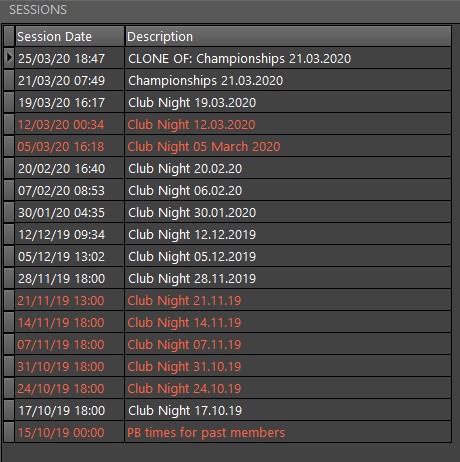 SESSIONS
Session Date Description
25/03/20 18:47 CLONE OF: Championships 21.03.2020
21/03/20 07:49 Championships 21.03.2020
19/03/20 16:17 Club Night 19.03.2020
12/03/20 00:34 Club Night 12.03.2020
05/03/20 16:18 Club Night 05 March 2020
20/02/20 16:40 Club Night 20.02.20
07/02/20 08:53 Club Night 06.02.20
30/01/20 04:35 Club Night 30.01.2020
12/12/19 09:34 Club Night 12.12.2019
05/12/19 13:02 Club Night 05.12.2019
28/11/19 18:00 Club Night 28.11.2019
21/11/19 13:00 Club Night 21.11.19
14/11/19 18:00 Club Night 14.11.19
07/11/19 18:00 Club Night 07.11.19
31/10/19 18:00 Club Night 31.10.19
24/10/19 18:00 Club Night 24.10.19
17/10/19 18:00 Club Night 17.10.19
15/10/19 00:00 PB times for past members